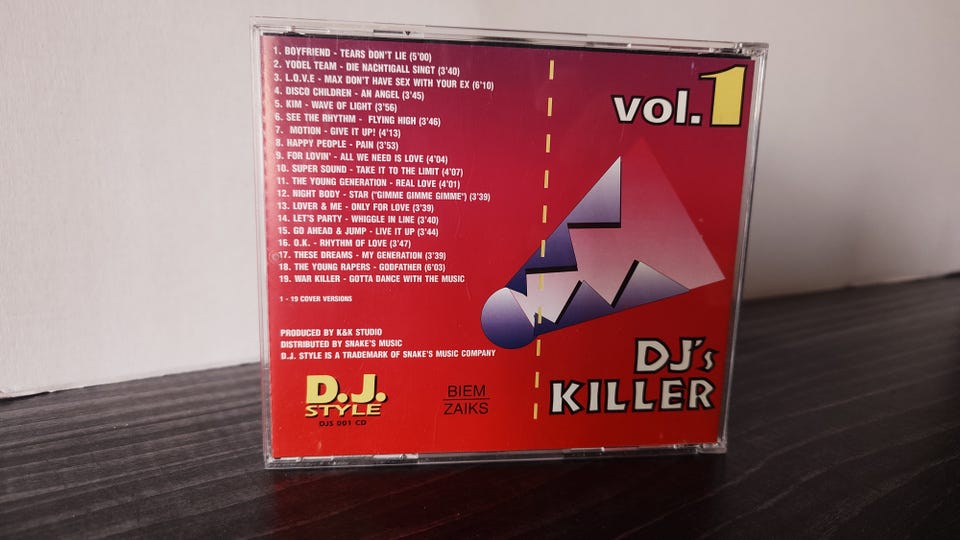 1. BOYFRIEND - TEARS DON'T LIE (5'00)
2. YODEL TEAM - DIE NACHTIGALL SINGT (3'40)
3. L.O.V.E - MAX DON'T HAVE SEX WITH YOUR EX (6'10)
4. DISCO CHILDREN - AN ANGEL (3'45)
5. KIM - WAVE OF LIGHT (3'56)
6. SEE THE RHYTHM - FLYING HIGH (3'46)
7. MOTION - GIVE IT UP! (4'13)
8. HAPPY PEOPLE - PAIN (3'53)
9. FOR LOVIN' - ALL WE NEED IS LOVE (4'04)
10. SUPER SOUND - TAKE IT TO THE LIMIT (4'07)
11. THE YOUNG GENERATION - REAL LOVE (4'01)
12. NIGHT BODY - STAR ("GIMME GIMME GIMME") (3'39)
13. LOVER & ME - ONLY FOR LOVE (3'39)
14. LET'S PARTY - WHIGGLE IN LINE (3'40)
15. GO AHEAD & JUMP - LIVE IT UP (3'44)
16. O.K. - RHYTHM OF LOVE (3'47)
17. THESE DREAMS - MY GENERATION (3'39)
18. THE YOUNG RAPERS - GODFATHER (6'03)
19. WAR KILLER - GOTTA DANCE WITH THE MUSIC
1 - 19 COVER VERSIONS
PRODUCED BY K&K STUDIO
DISTRIBUTED BY SNAKE'S MUSIC
D.J. STYLE IS A TRADEMARK OF SNAKE'S MUSIC COMPANY
D.J.
STYLE
DJS 001 CD
BIEM
ZAIKS
vol.1
DJ's
KILLER